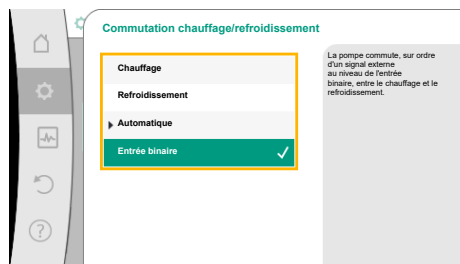 Commutation chauffage/refroidissement
Chauffage
Refroidissement
Automatique
Entrée binaire
La pompe commute, sur ordre
d'un signal externe
au niveau de l'entrée
binaire, entre le chauffage et le
refroidissement.
?